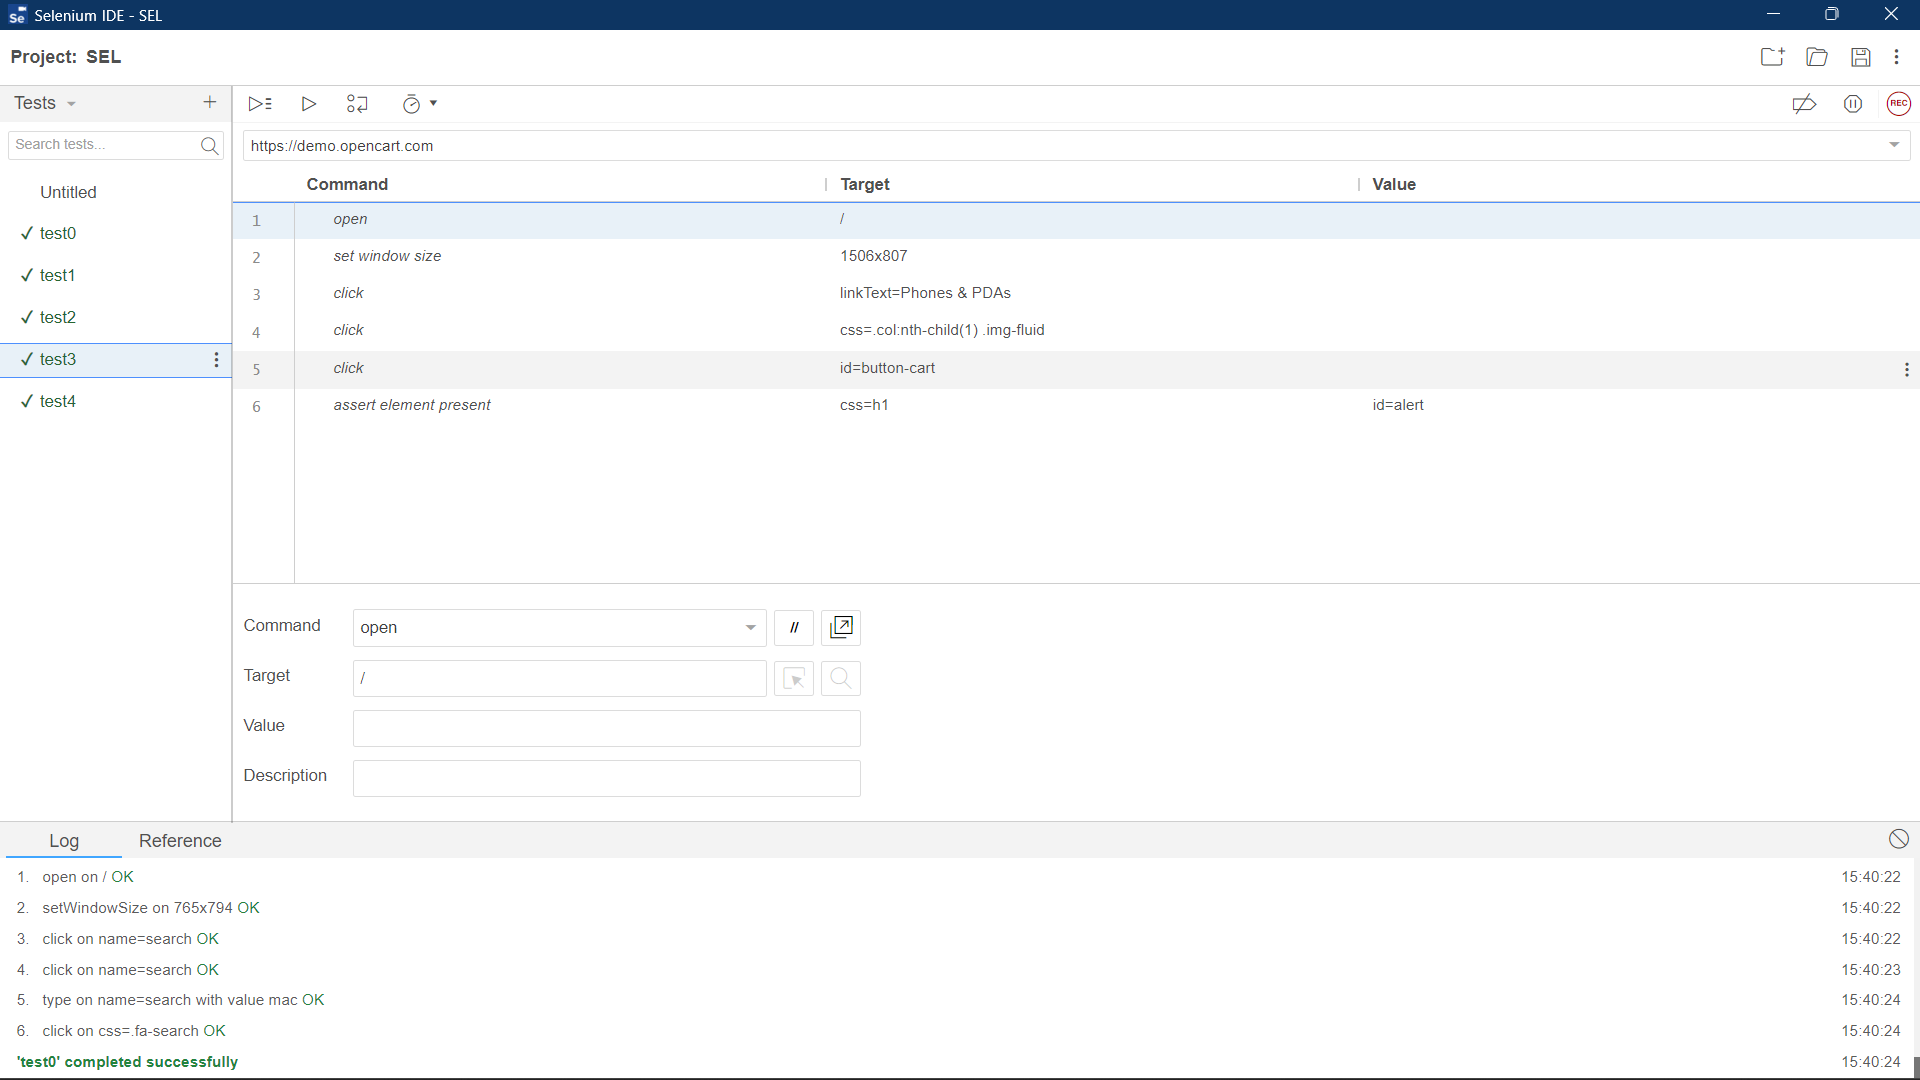 Selenium IDE - SEL
Project: SEL
Tests
Search tests...
Untitled
✓ test0
✓ test1
✓ test2
✓ test3
✓ test4
REC
https://demo.opencart.com
Command Target Value
1 open /
2 set window size 1506x807
3 click linkText=Phones & PDAs
4 click css=.col:nth-child(1) .img-fluid
5 click id=button-cart
6 assert element present css=h1 id=alert
Command open //
Target /
Value
Description
Log Reference
1. open on / OK 15:40:22
2. setWindowSize on 765x794 OK 15:40:22
3. click on name=search OK 15:40:22
4. click on name=search OK 15:40:23
5. type on name=search with value mac OK 15:40:24
6. click on css=.fa-search OK 15:40:24
'test0' completed successfully 15:40:24